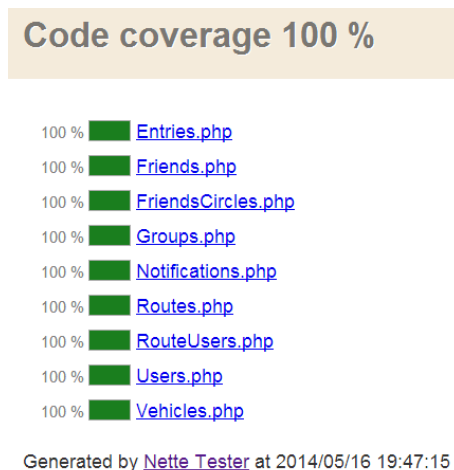 Code coverage 100 %
100 % Entries.php
100 % Friends.php
100 % FriendsCircles.php
100 % Groups.php
100 % Notifications.php
100 % Routes.php
100 % RouteUsers.php
100 % Users.php
100 % Vehicles.php
Generated by Nette Tester at 2014/05/16 19:47:15